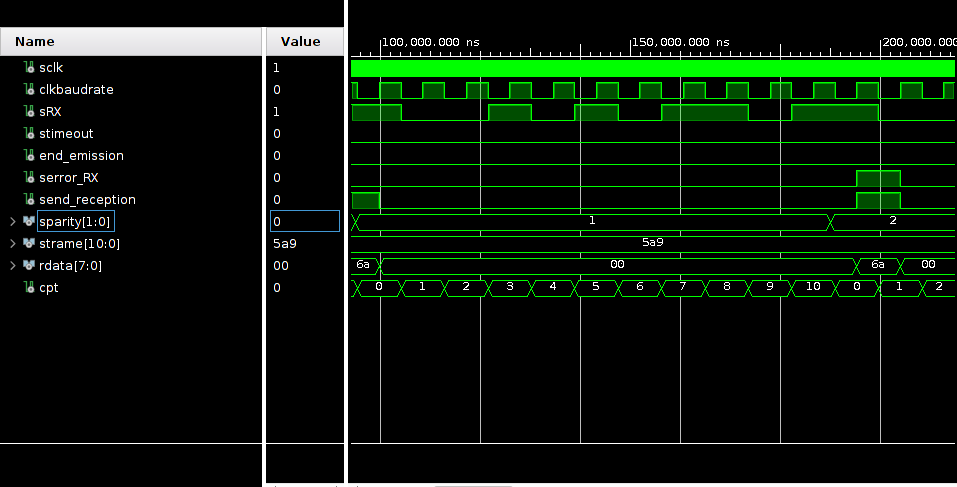 Name Value 100,000.000 ns 150,000.000 ns 200,000.000
sclk 1
clkbaudrate 0
sRX 1
stimeout 0
end_emission 0
serror_RX 0
send_reception 0
sparity[1:0] 0 1 2
strame[10:0] 5a9 5a9
rdata[7:0] 00 6a 00 6a 00
cpt 0 0 1 2 3 4 5 6 7 8 9 10 0 1 2